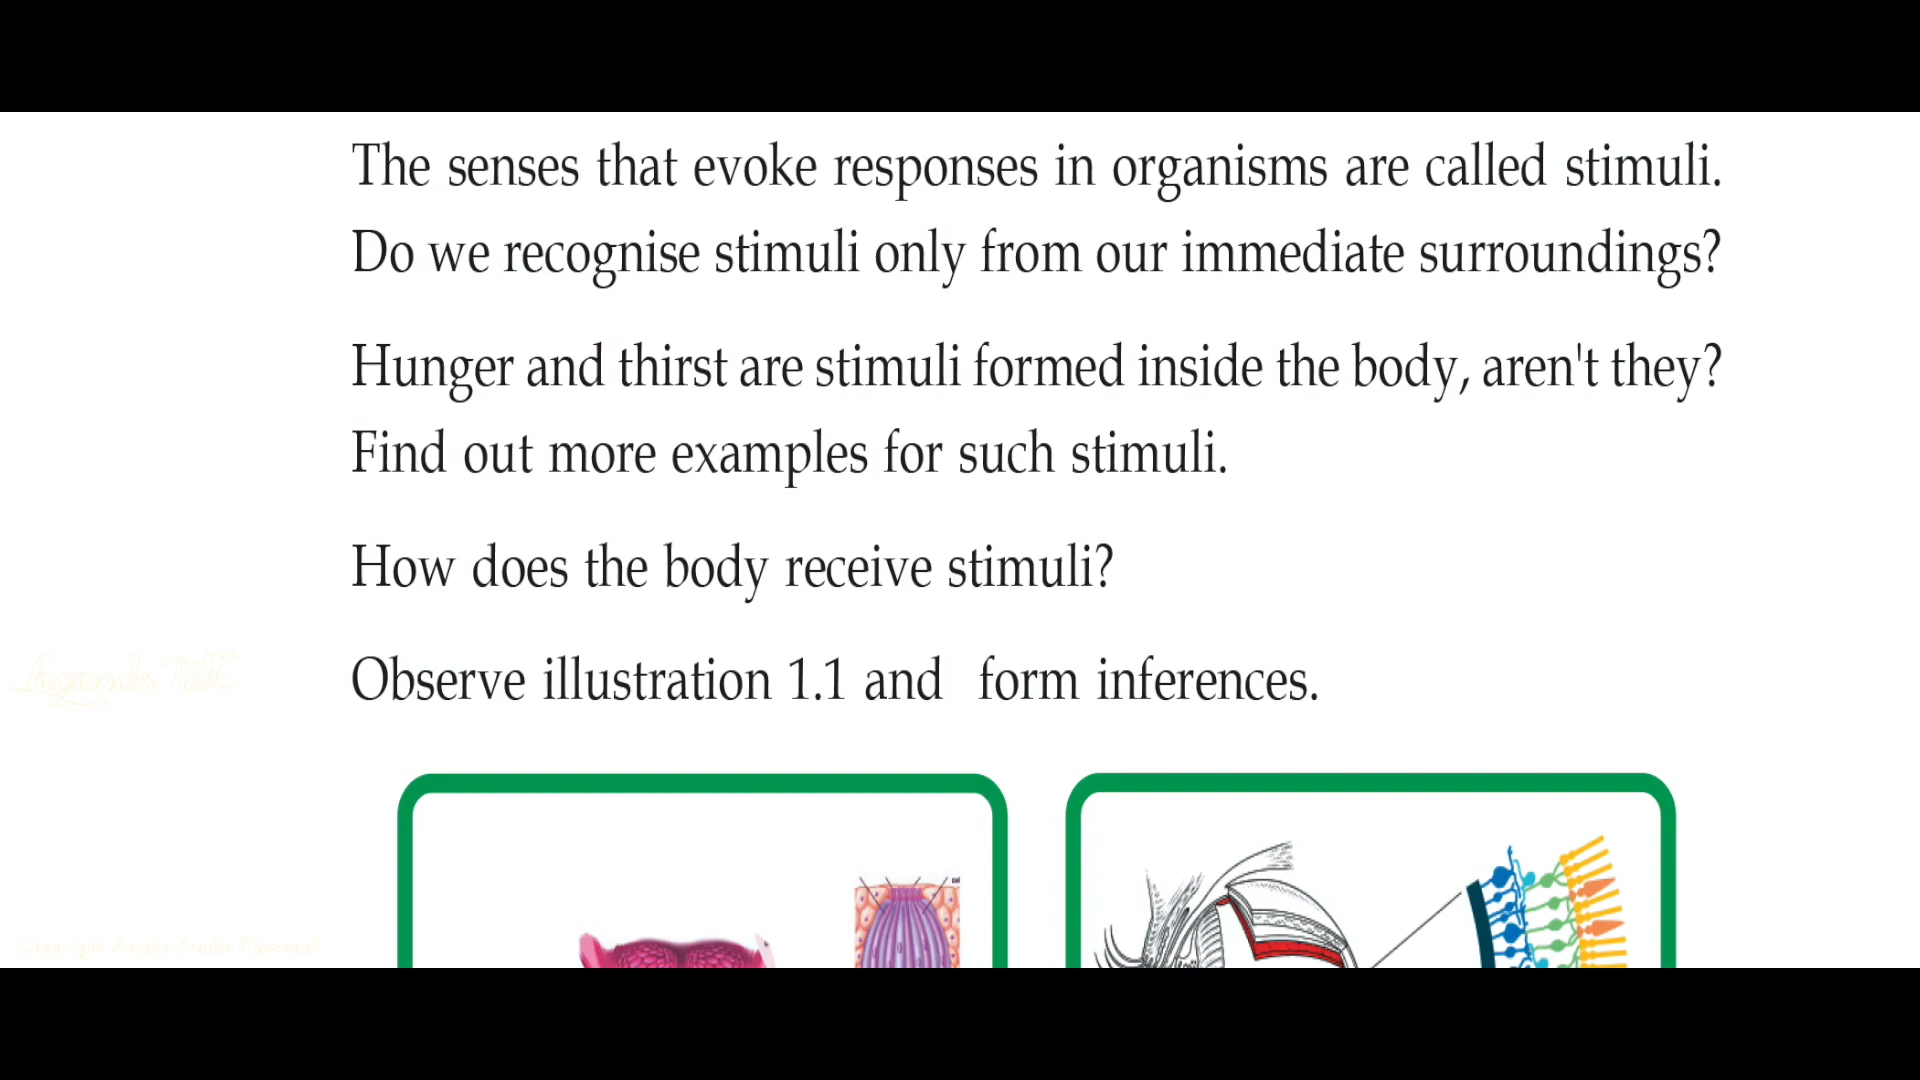 The senses that evoke responses in organisms are called stimuli.
Do we recognise stimuli only from our immediate surroundings?
Hunger and thirst are stimuli formed inside the body, aren't they?
Find out more examples for such stimuli.
How does the body receive stimuli?
Legends Talk
Observe illustration 1.1 and form inferences.